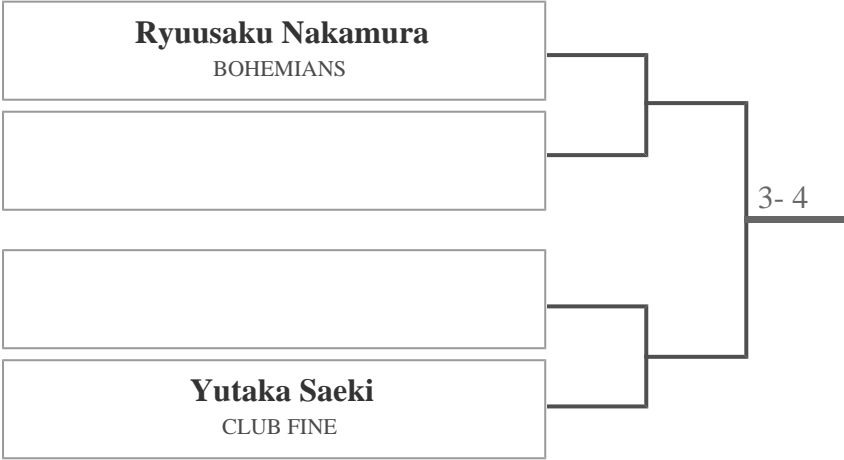 Ryuusaku Nakamura
BOHEMIANS
3- 4
Yutaka Saeki
CLUB FINE